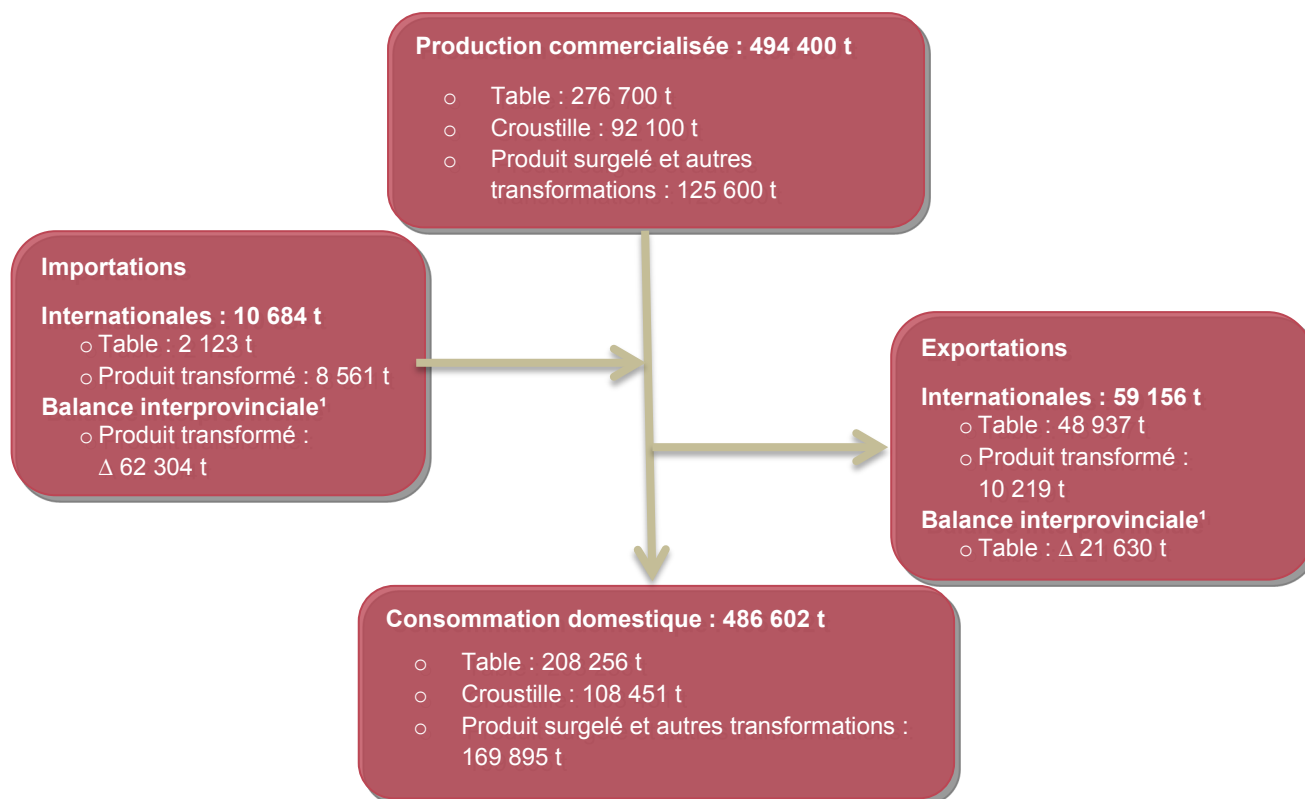 Production commercialisée : 494 400 t
o Table : 276 700 t
o Croustille : 92 100 t
o Produit surgelé et autres
transformations : 125 600 t
Importations
Internationales : 10 684 t
o Table : 2 123 t
o Produit transformé : 8 561 t
Balance interprovinciale¹
o Produit transformé :
Δ 62 304 t
Exportations
Internationales : 59 156 t
o Table : 48 937 t
o Produit transformé :
10 219 t
Balance interprovinciale¹
o Table : Δ 21 630 t
Consommation domestique : 486 602 t
o Table : 208 256 t
o Croustille : 108 451 t
o Produit surgelé et autres transformations :
169 895 t